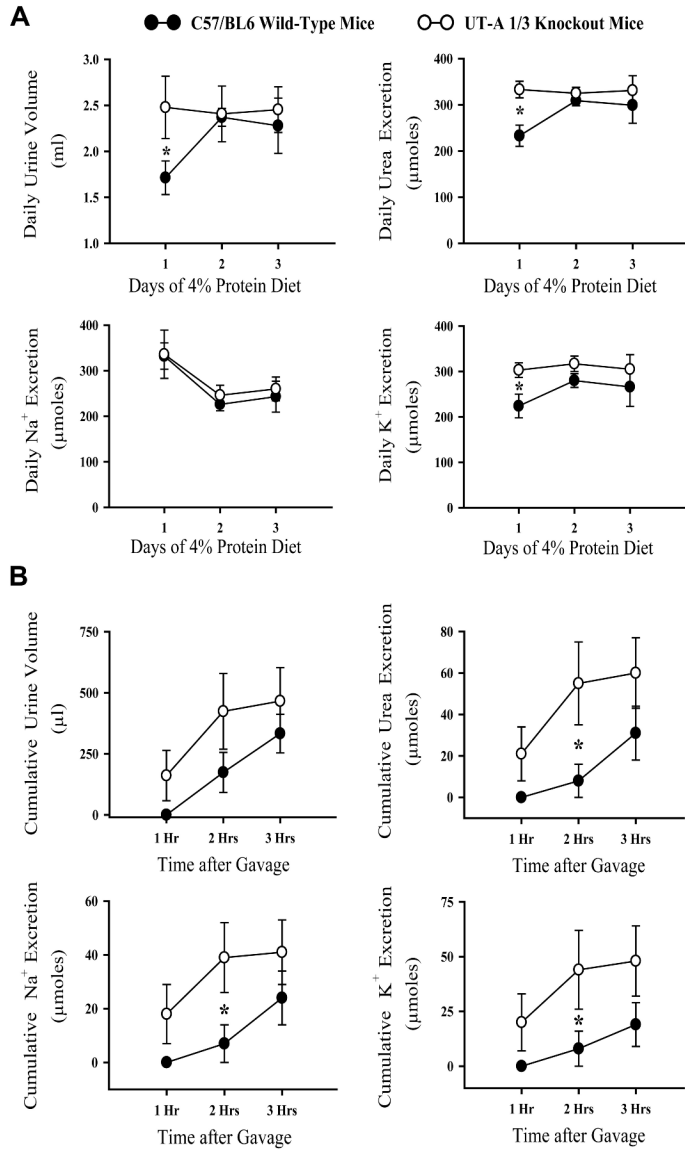 A
C57/BL6 Wild-Type Mice
UT-A 1/3 Knockout Mice
Daily Urine Volume
(ml)
3.0
2.5
2.0
1.5
1.0
1 2 3
Days of 4% Protein Diet
Daily Urea Excretion
(μmoles)
400
300
200
100
0
1 2 3
Days of 4% Protein Diet
*
*
Daily Na+ Excretion
(μmoles)
400
300
200
100
0
1 2 3
Days of 4% Protein Diet
Daily K+ Excretion
(μmoles)
400
300
200
100
0
1 2 3
Days of 4% Protein Diet
*
B
Cumulative Urine Volume
(μl)
750
500
250
0
1 Hr 2 Hrs 3 Hrs
Time after Gavage
Cumulative Urea Excretion
(μmoles)
80
60
40
20
0
1 Hr 2 Hrs 3 Hrs
Time after Gavage
*
Cumulative Na+ Excretion
(μmoles)
60
40
20
0
1 Hr 2 Hrs 3 Hrs
Time after Gavage
*
Cumulative K+ Excretion
(μmoles)
75
50
25
0
1 Hr 2 Hrs 3 Hrs
Time after Gavage
*